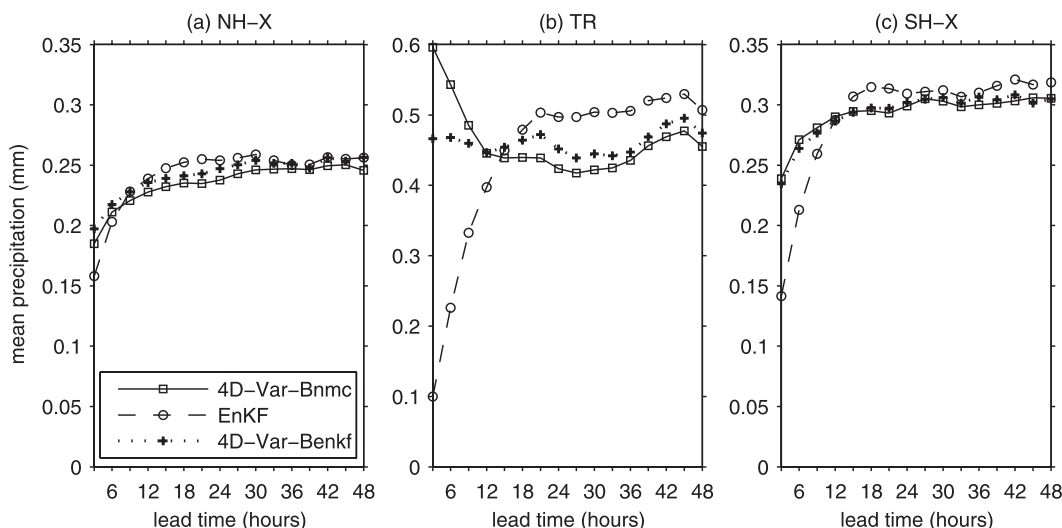 (a) NH−X
(b) TR
(c) SH−X
mean precipitation (mm)
0.35
0.3
0.25
0.2
0.15
0.1
0.05
0
4D−Var−Bnmc
EnKF
4D−Var−Benkf
6 12 18 24 30 36 42 48
lead time (hours)
0.6
0.5
0.4
0.3
0.2
0.1
0
6 12 18 24 30 36 42 48
lead time (hours)
0.35
0.3
0.25
0.2
0.15
0.1
0.05
0
6 12 18 24 30 36 42 48
lead time (hours)